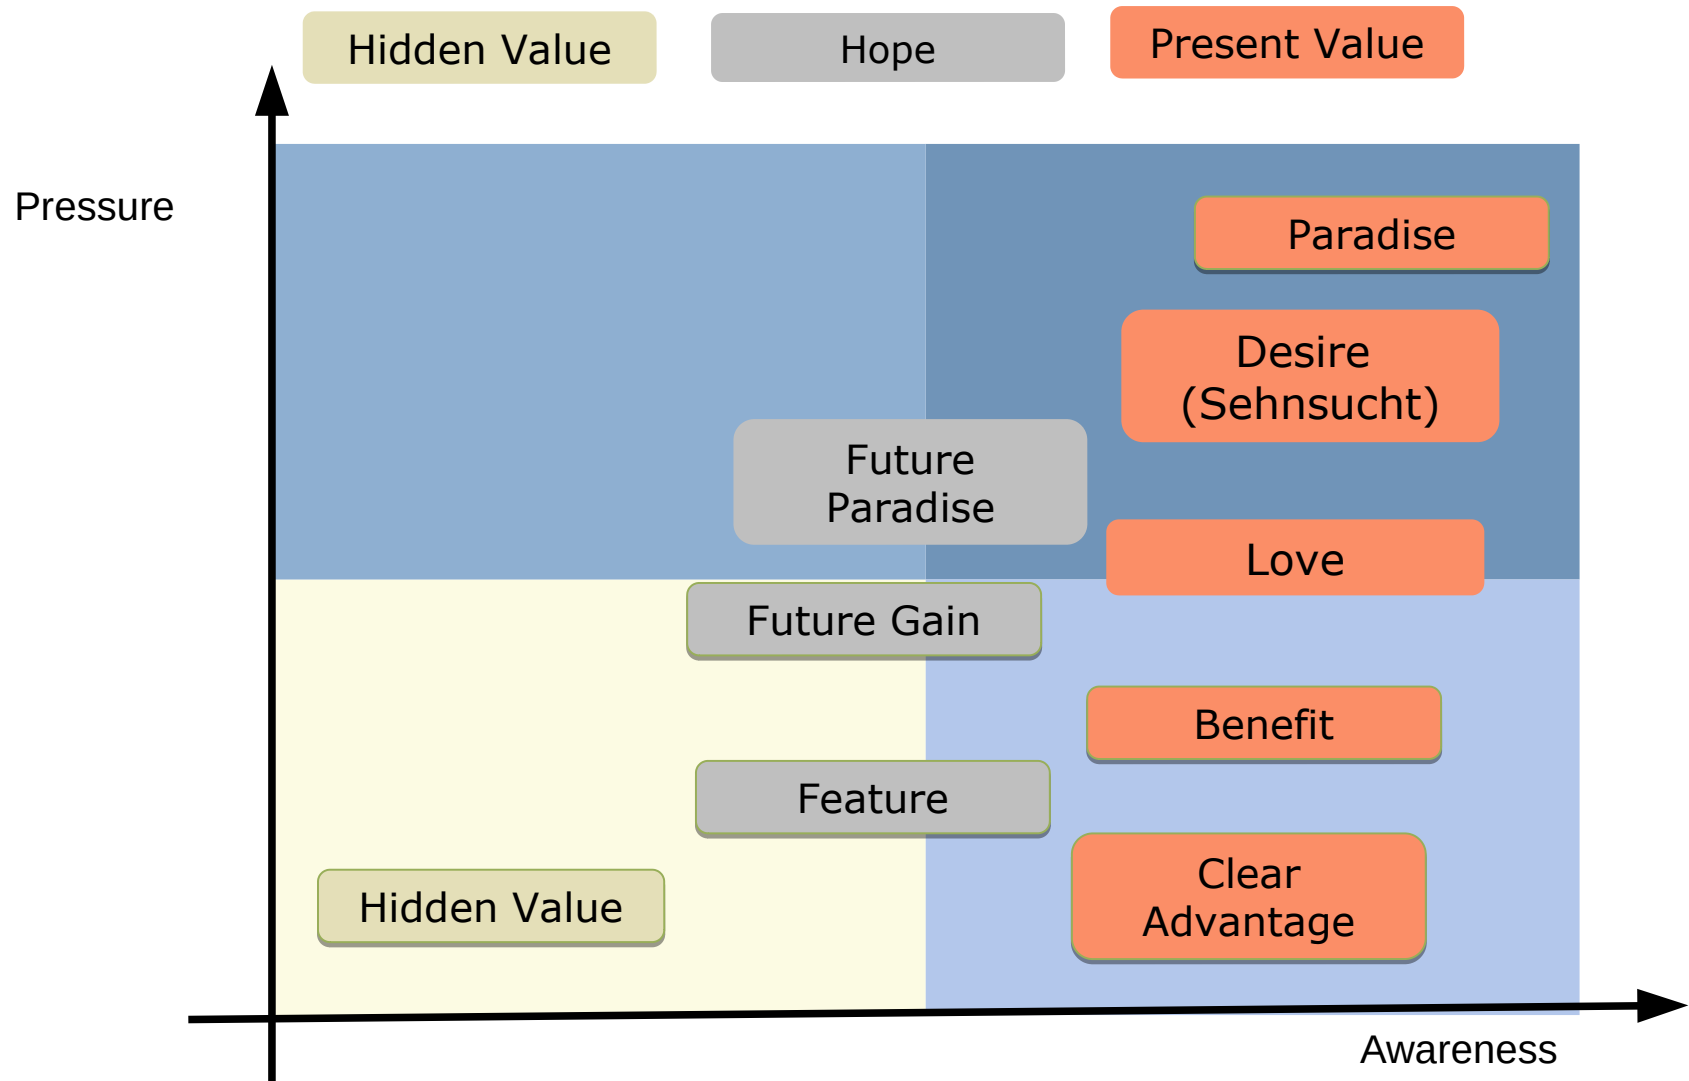 Hidden Value
Hope
Present Value
Pressure
Paradise
Desire
(Sehnsucht)
Future
Paradise
Love
Future Gain
Benefit
Feature
Clear
Advantage
Hidden Value
Awareness